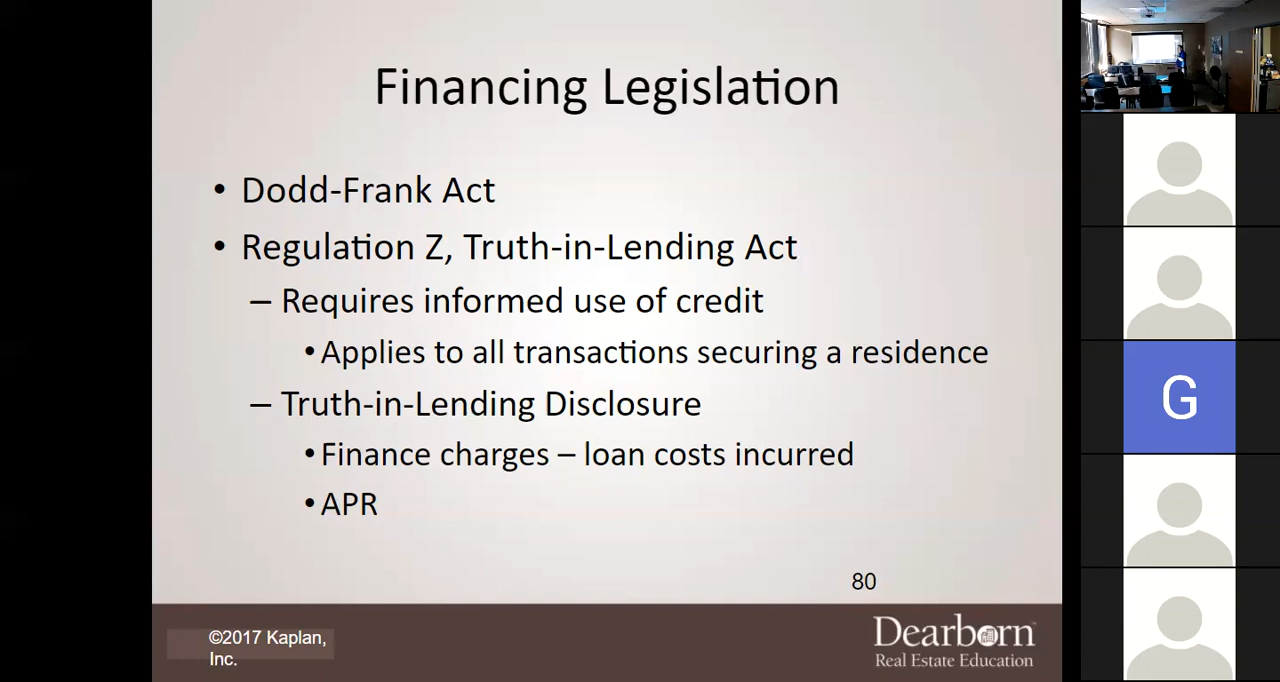 Financing Legislation
• Dodd-Frank Act
• Regulation Z, Truth-in-Lending Act
– Requires informed use of credit
• Applies to all transactions securing a residence
– Truth-in-Lending Disclosure
• Finance charges – loan costs incurred
• APR
80
©2017 Kaplan,
Inc.
Dearborn™
Real Estate Education
G